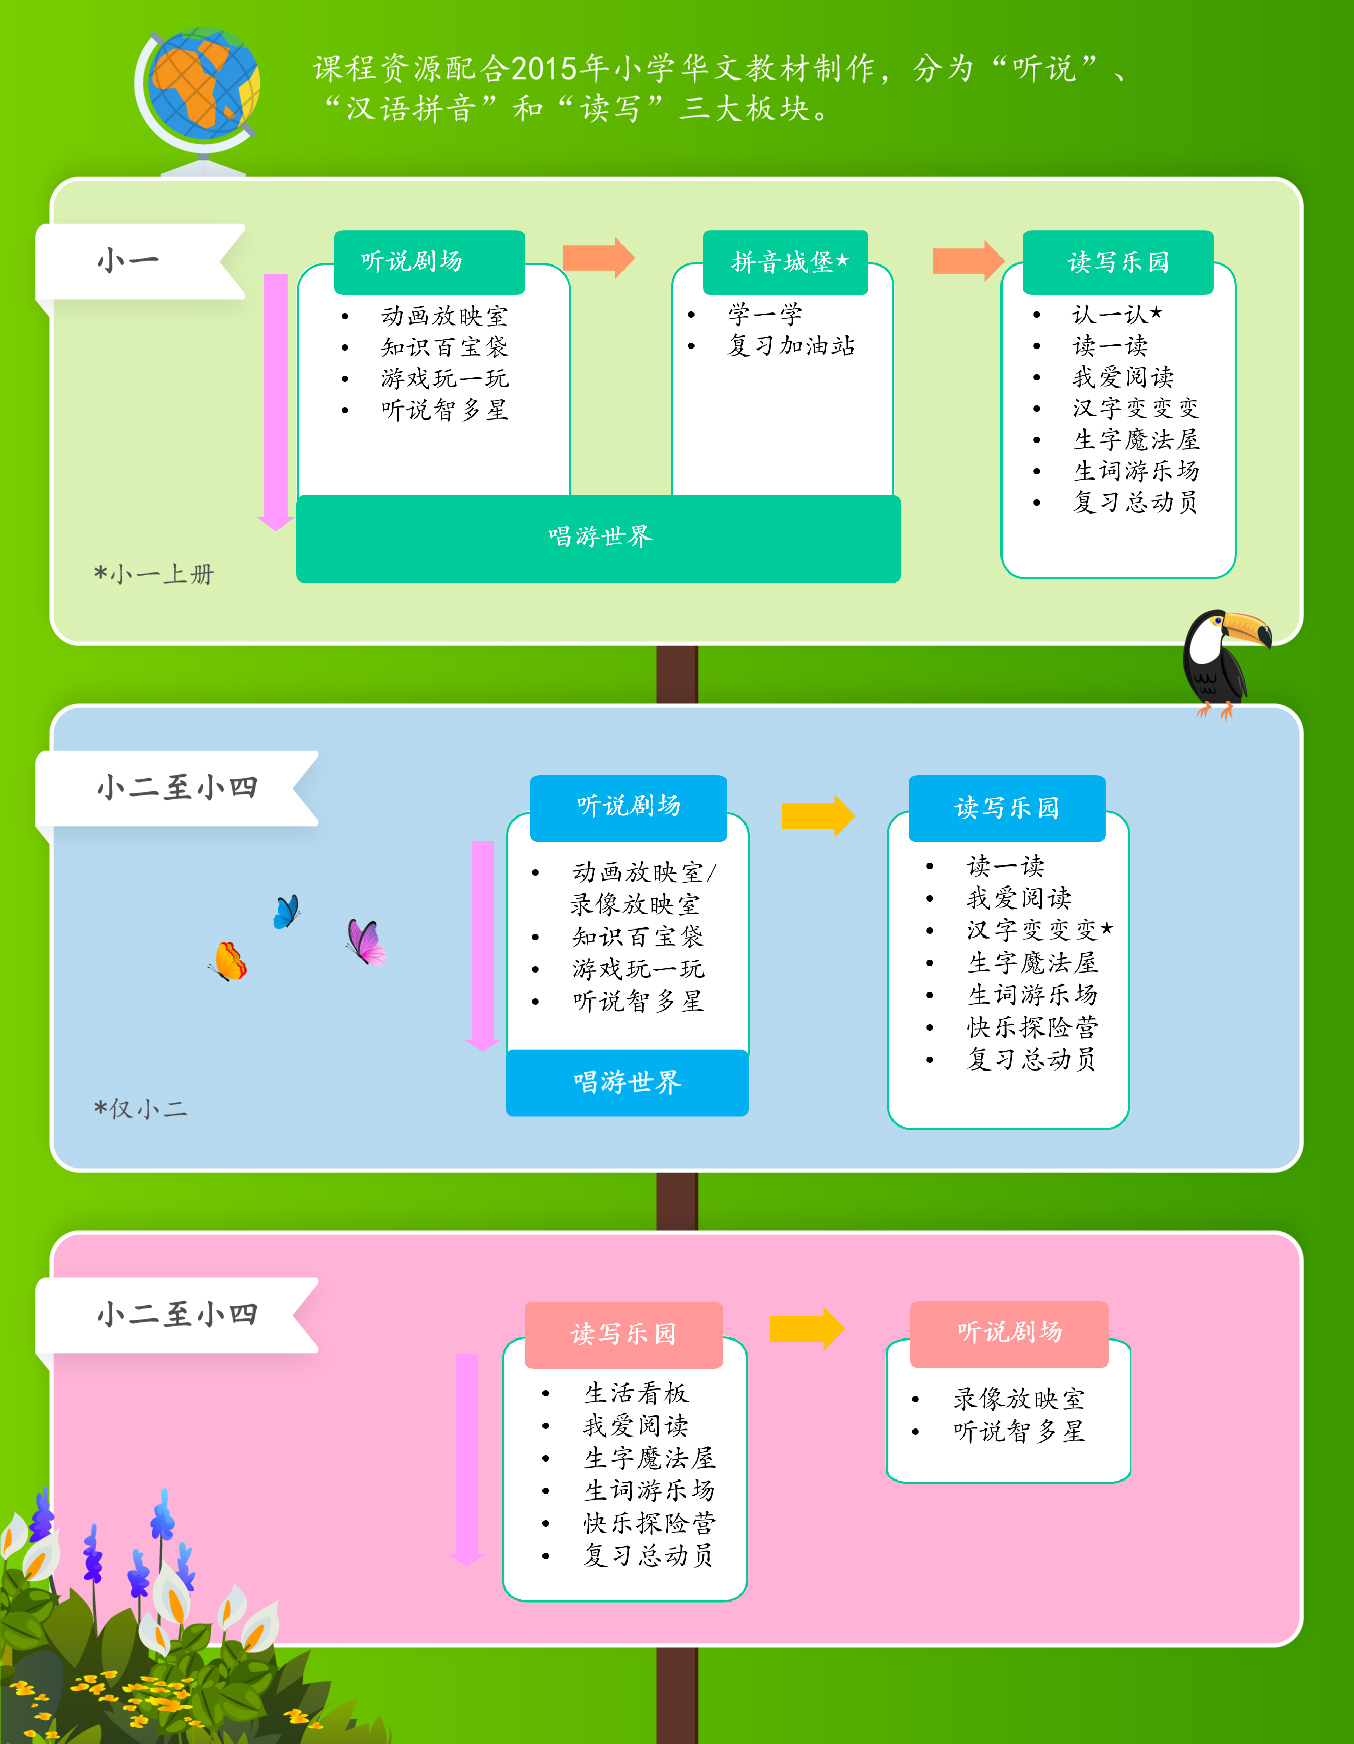 课程资源配合2015年小学华文教材制作，分为“听说”、
“汉语拼音”和“读写”三大板块。
小一
听说剧场
• 动画放映室
• 知识百宝袋
• 游戏玩一玩
• 听说智多星
拼音城堡★
• 学一学
• 复习加油站
唱游世界
读写乐园
• 认一认★
• 读一读
• 我爱阅读
• 汉字变变变
• 生字魔法屋
• 生词游乐场
• 复习总动员
*小一上册
小二至小四
听说剧场
• 动画放映室/
录像放映室
• 知识百宝袋
• 游戏玩一玩
• 听说智多星
唱游世界
读写乐园
• 读一读
• 我爱阅读
• 汉字变变变★
• 生字魔法屋
• 生词游乐场
• 快乐探险营
• 复习总动员
*仅小二
小二至小四
读写乐园
• 生活看板
• 我爱阅读
• 生字魔法屋
• 生词游乐场
• 快乐探险营
• 复习总动员
听说剧场
• 录像放映室
• 听说智多星